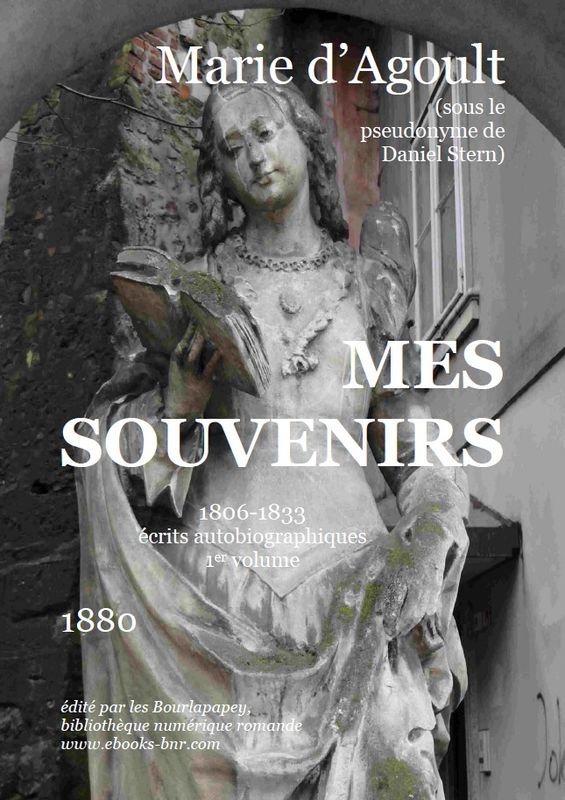 Marie d’Agoult
(sous le
pseudonyme de
Daniel Stern)
MES
SOUVENIRS
1806-1833
écrits autobiographiques
1er volume
1880
édité par les Bourlapapey,
bibliothèque numérique romande
www.ebooks-bnr.com